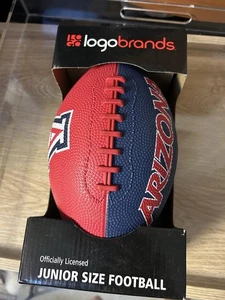 logobrands.
A
ARIZONA
Officially Licensed
JUNIOR SIZE FOOTBALL